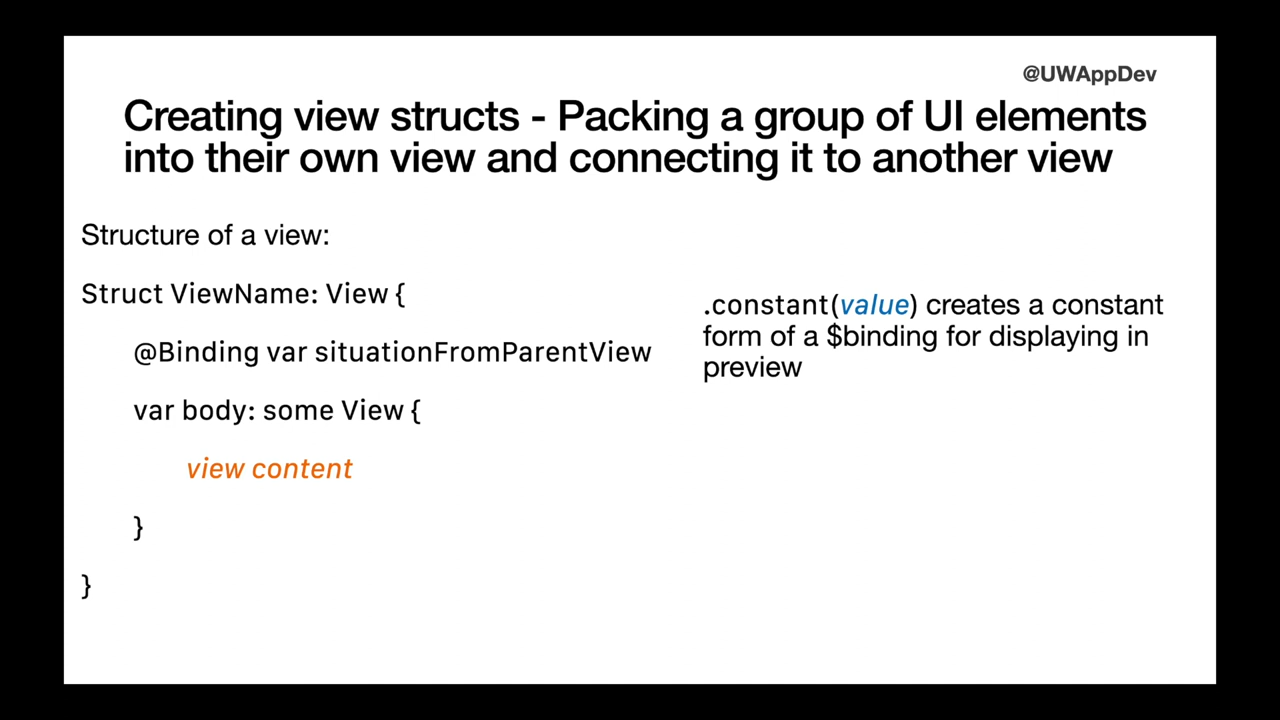 @UWAppDev
Creating view structs - Packing a group of UI elements
into their own view and connecting it to another view
Structure of a view:
Struct ViewName: View {
@Binding var situationFromParentView
var body: some View {
view content
}
}
.constant(value) creates a constant
form of a $binding for displaying in
preview